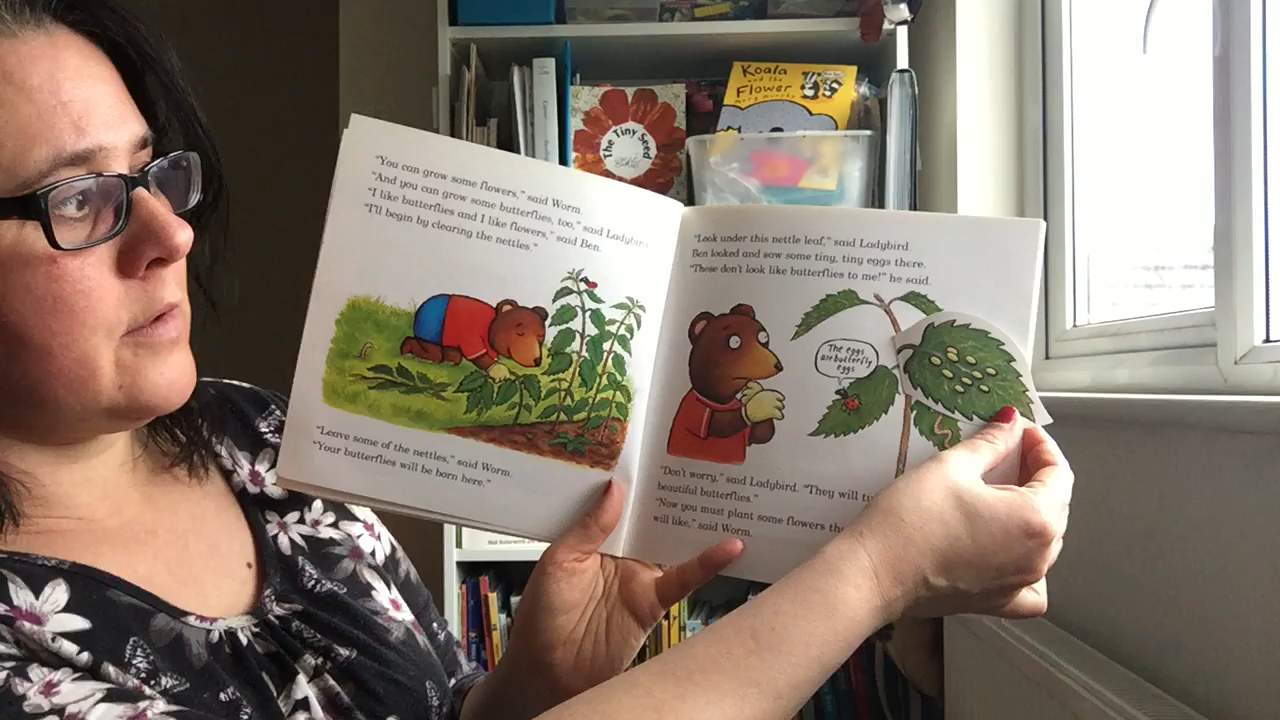 Koala
and the
Flower
mary murphy
The Tiny Seed
"You can grow some flowers," said Worm.
"And you can grow some butterflies, too," said Ladybird.
"I like butterflies and I like flowers," said Ben.
"I'll begin by clearing the nettles."
"Leave some of the nettles," said Worm.
"Your butterflies will be born here."
"Look under this nettle leaf," said Ladybird.
Ben looked and saw some tiny, tiny eggs there.
"These don't look like butterflies to me!" he said.
The eggs
are butterfly
eggs
"Don't worry," said Ladybird. "They will
beautiful butterflies."
"Now you must plant some flowers
will like," said Worm.